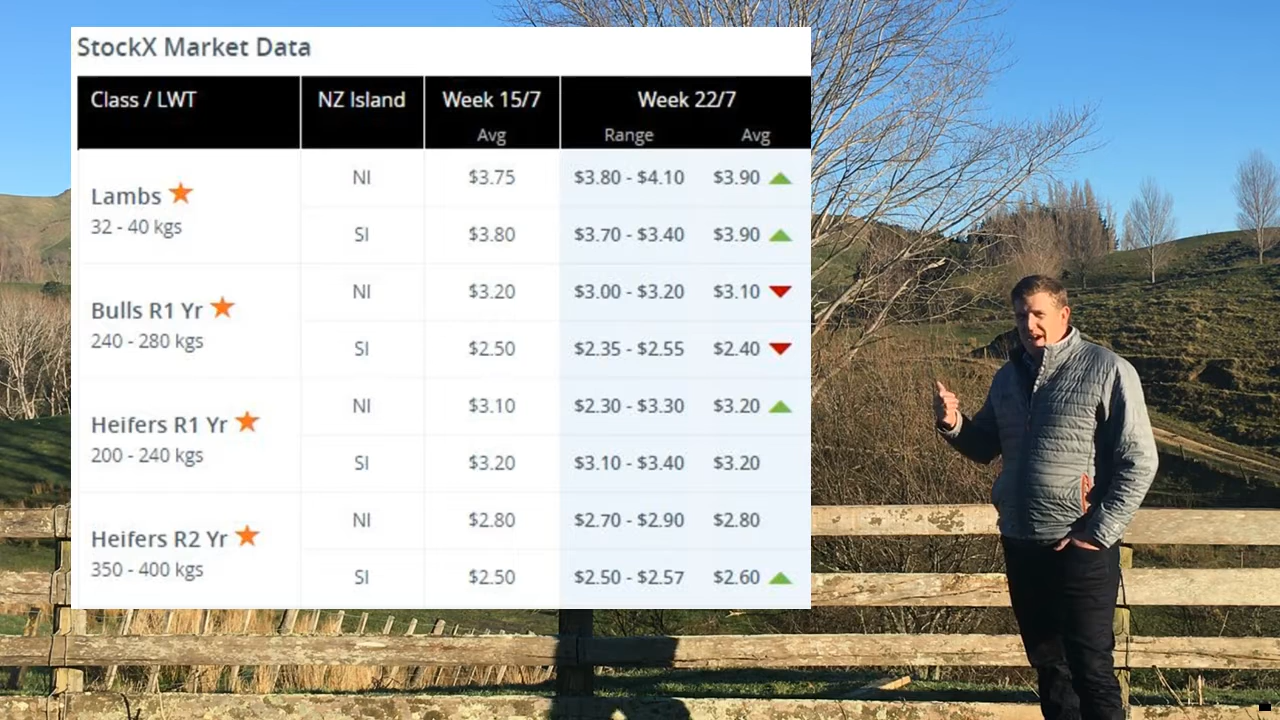 StockX Market Data
Class / LWT NZ Island Week 15/7 Week 22/7
Avg Range Avg
Lambs
32 - 40 kgs
NI $3.75 $3.80 - $4.10 $3.90
SI $3.80 $3.70 - $3.40 $3.90
Bulls R1 Yr
240 - 280 kgs
NI $3.20 $3.00 - $3.20 $3.10
SI $2.50 $2.35 - $2.55 $2.40
Heifers R1 Yr
200 - 240 kgs
NI $3.10 $2.30 - $3.30 $3.20
SI $3.20 $3.10 - $3.40 $3.20
Heifers R2 Yr
350 - 400 kgs
NI $2.80 $2.70 - $2.90 $2.80
SI $2.50 $2.50 - $2.57 $2.60